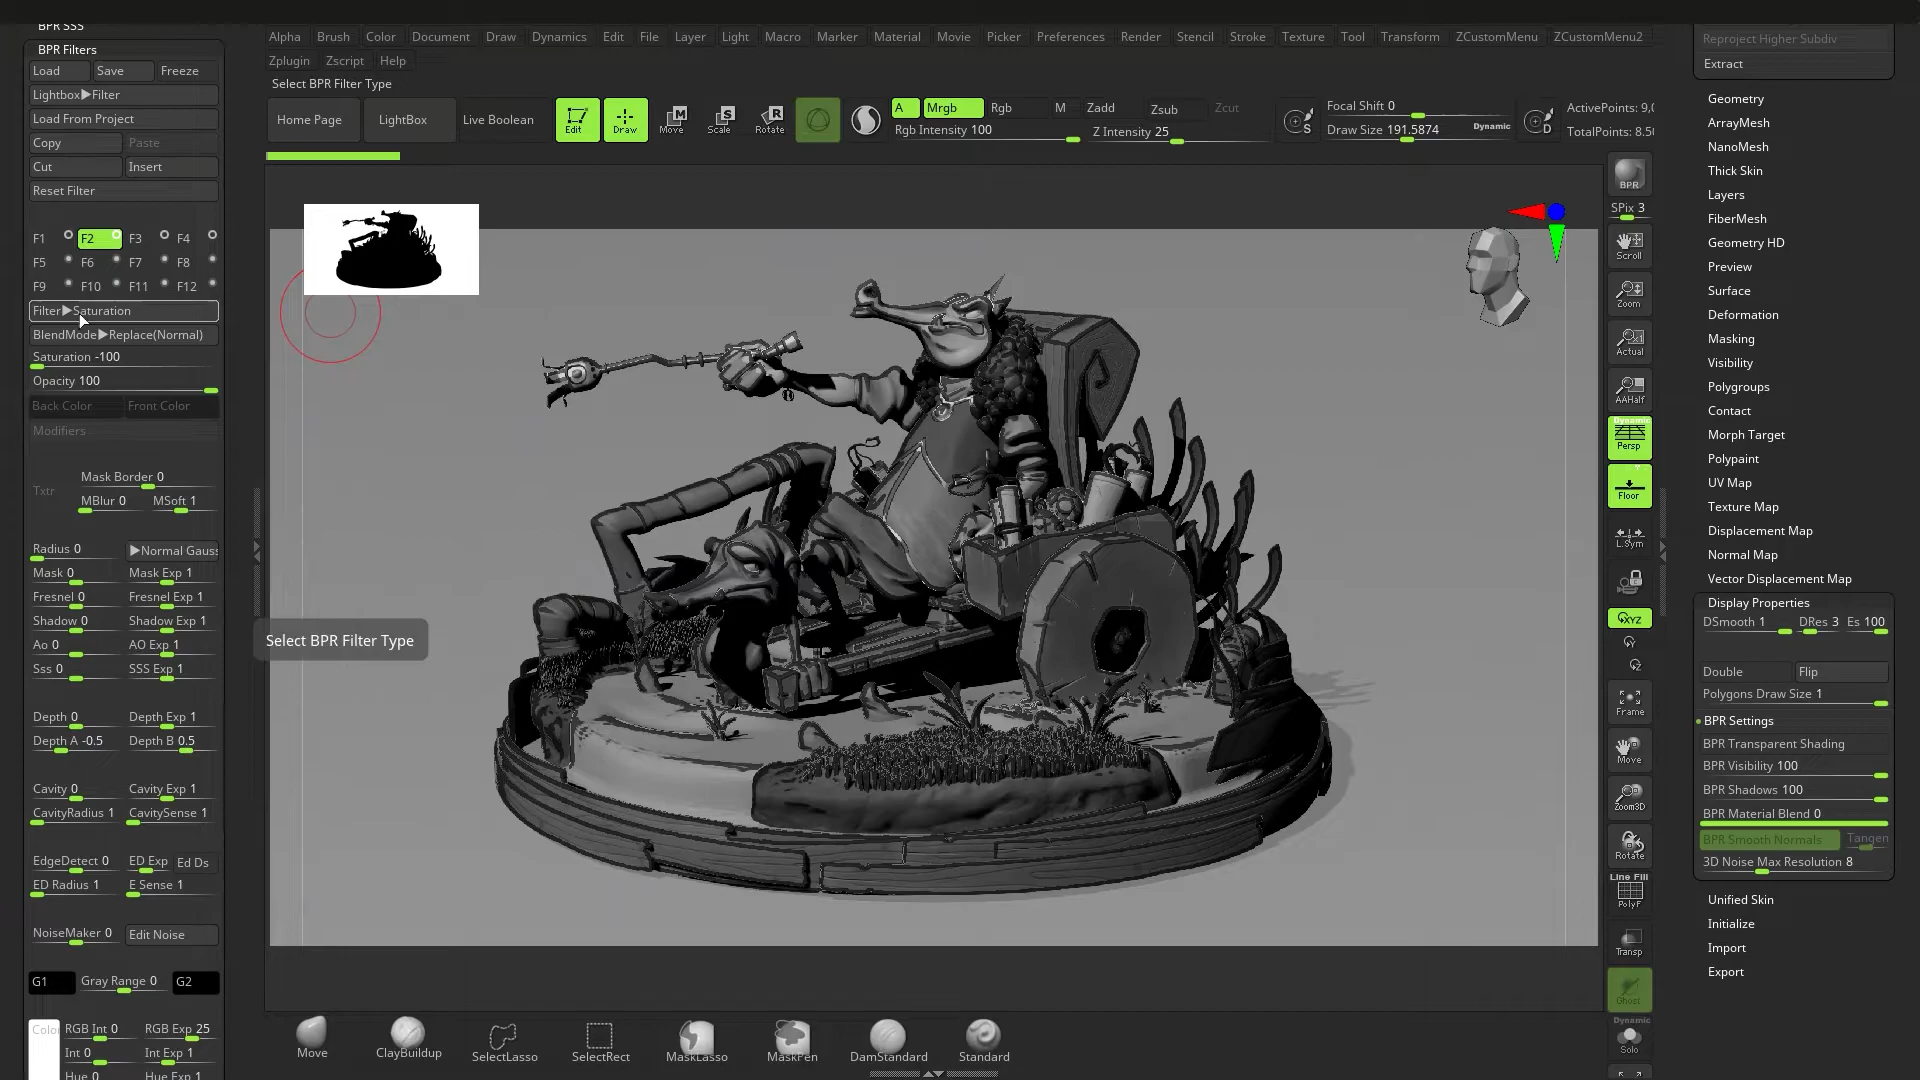 BPR SSS
BPR Filters
Load Save Freeze
Lightbox▶Filter
Load From Project
Copy Paste
Cut Insert
Reset Filter
F1 F2 F3 F4
F5 F6 F7 F8
F9 F10 F11 F12
Filter▶Saturation
BlendMode▶Replace(Normal)
Saturation -100
Opacity 100
Back Color Front Color
Modifiers
Mask Border 0
Txtr
MBlur 0 MSoft 1
Radius 0 ▶Normal Gauss
Mask 0 Mask Exp 1
Fresnel 0 Fresnel Exp 1
Shadow 0 Shadow Exp 1
Ao 0 AO Exp 1
Sss 0 SSS Exp 1
Depth 0 Depth Exp 1
Depth A -0.5 Depth B 0.5
Cavity 0 Cavity Exp 1
CavityRadius 1 CavitySense 1
EdgeDetect 0 ED Exp Ed Ds
ED Radius 1 E Sense 1
NoiseMaker 0 Edit Noise
G1 Gray Range 0 G2
Color RGB Int 0 RGB Exp 25
Int 0 Int Exp 1
Hue 0 Hue Exp 1
Alpha Brush Color Document Draw Dynamics Edit File Layer Light Macro Marker Material Movie Picker Preferences Render Stencil Stroke Texture Tool Transform ZCustomMenu ZCustomMenu2
Zplugin Zscript Help
Select BPR Filter Type
Home Page LightBox Live Boolean Edit Draw Move Scale Rotate
A Mrgb Rgb M Zadd Zsub Zcut
Rgb Intensity 100 Z Intensity 25
Focal Shift 0
Draw Size 191.5874 Dynamic
S D
ActivePoints: 9,0
TotalPoints: 8.50
Select BPR Filter Type
Move ClayBuildup SelectLasso SelectRect MaskLasso MaskPen DamStandard Standard
BPR
SPix 3
Scroll
Zoom
Actual
AAHalf
Dynamic
Persp
Floor
L.Sym
XYZ
Frame
Move
Zoom3D
Rotate
Line Fill
PolyF
Transp
Ghost
Dynamic
Solo
Reproject Higher Subdiv
Extract
Geometry
ArrayMesh
NanoMesh
Thick Skin
Layers
FiberMesh
Geometry HD
Preview
Surface
Deformation
Masking
Visibility
Polygroups
Contact
Morph Target
Polypaint
UV Map
Texture Map
Displacement Map
Normal Map
Vector Displacement Map
Display Properties
DSmooth 1 DRes 3 Es 100
Double Flip
Polygons Draw Size 1
BPR Settings
BPR Transparent Shading
BPR Visibility 100
BPR Shadows 100
BPR Material Blend 0
BPR Smooth Normals Tangen
3D Noise Max Resolution 8
Unified Skin
Initialize
Import
Export